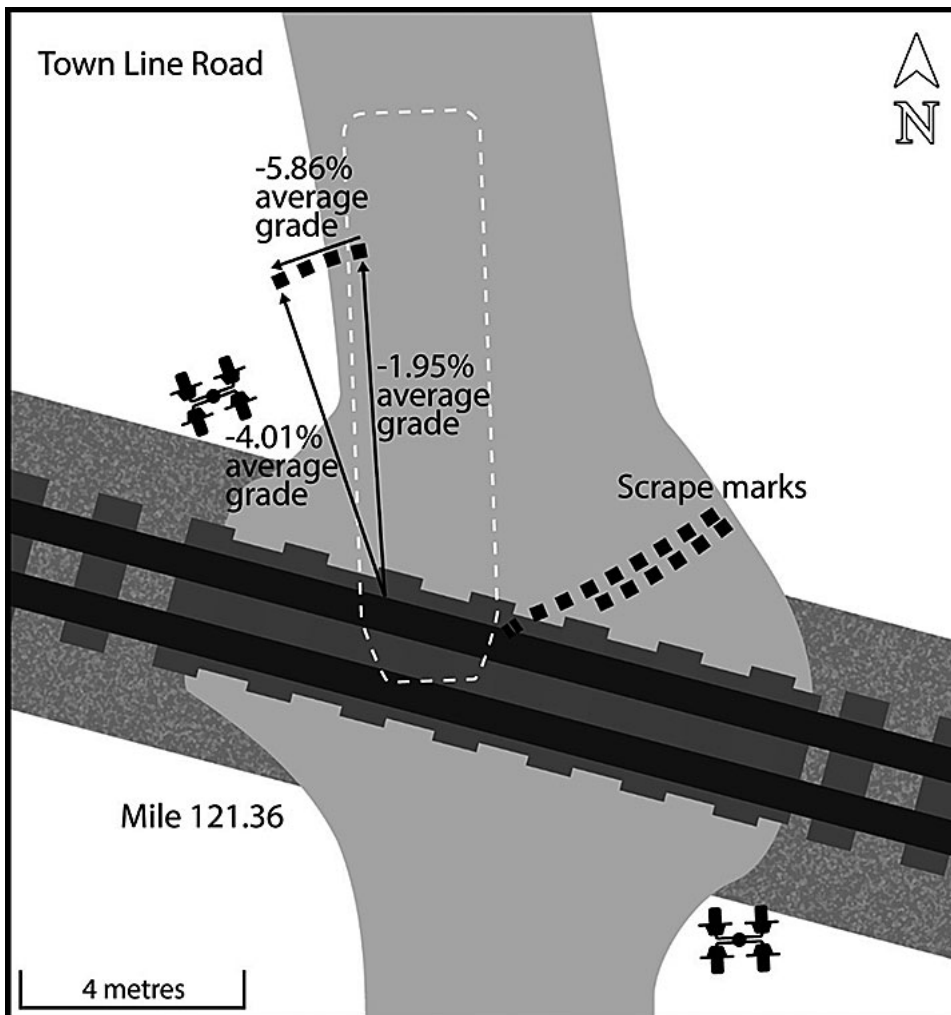 Town Line Road
N
-5.86%
average
grade
-1.95%
average
grade
-4.01%
average
grade
Scrape marks
Mile 121.36
4 metres